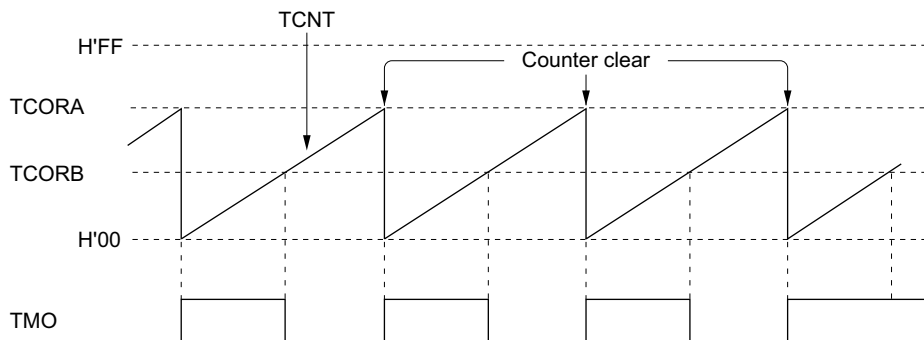 TCNT
H'FF
Counter clear
TCORA
TCORB
H'00
TMO